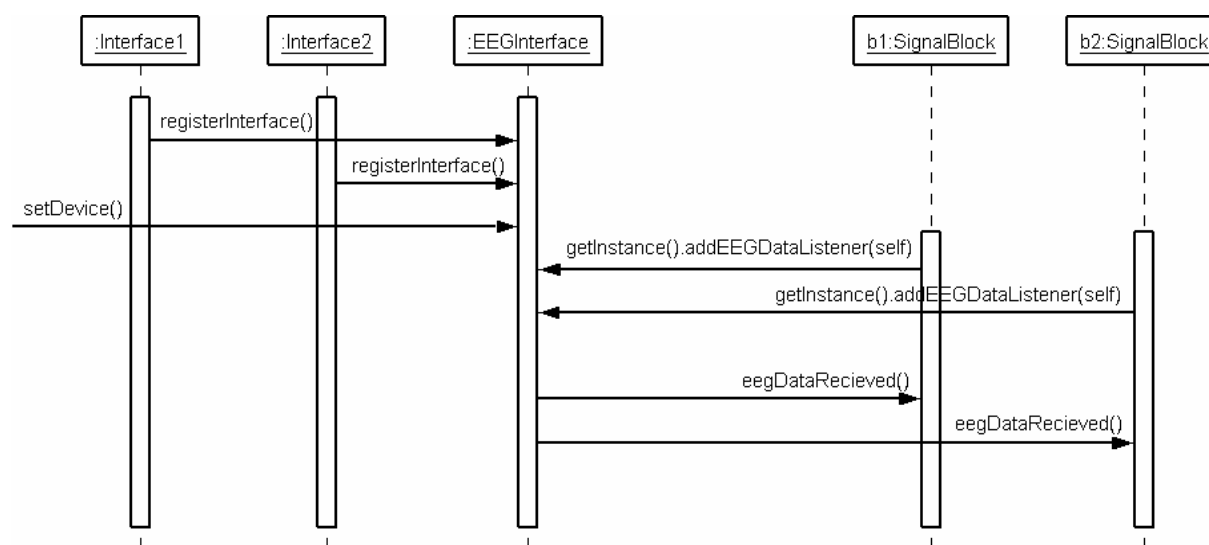 :Interface1 :Interface2 :EEGInterface b1:SignalBlock b2:SignalBlock
registerInterface()
registerInterface()
setDevice()
getInstance().addEEGDataListener(self)
getInstance().addEEGDataListener(self)
eegDataRecieved()
eegDataRecieved()